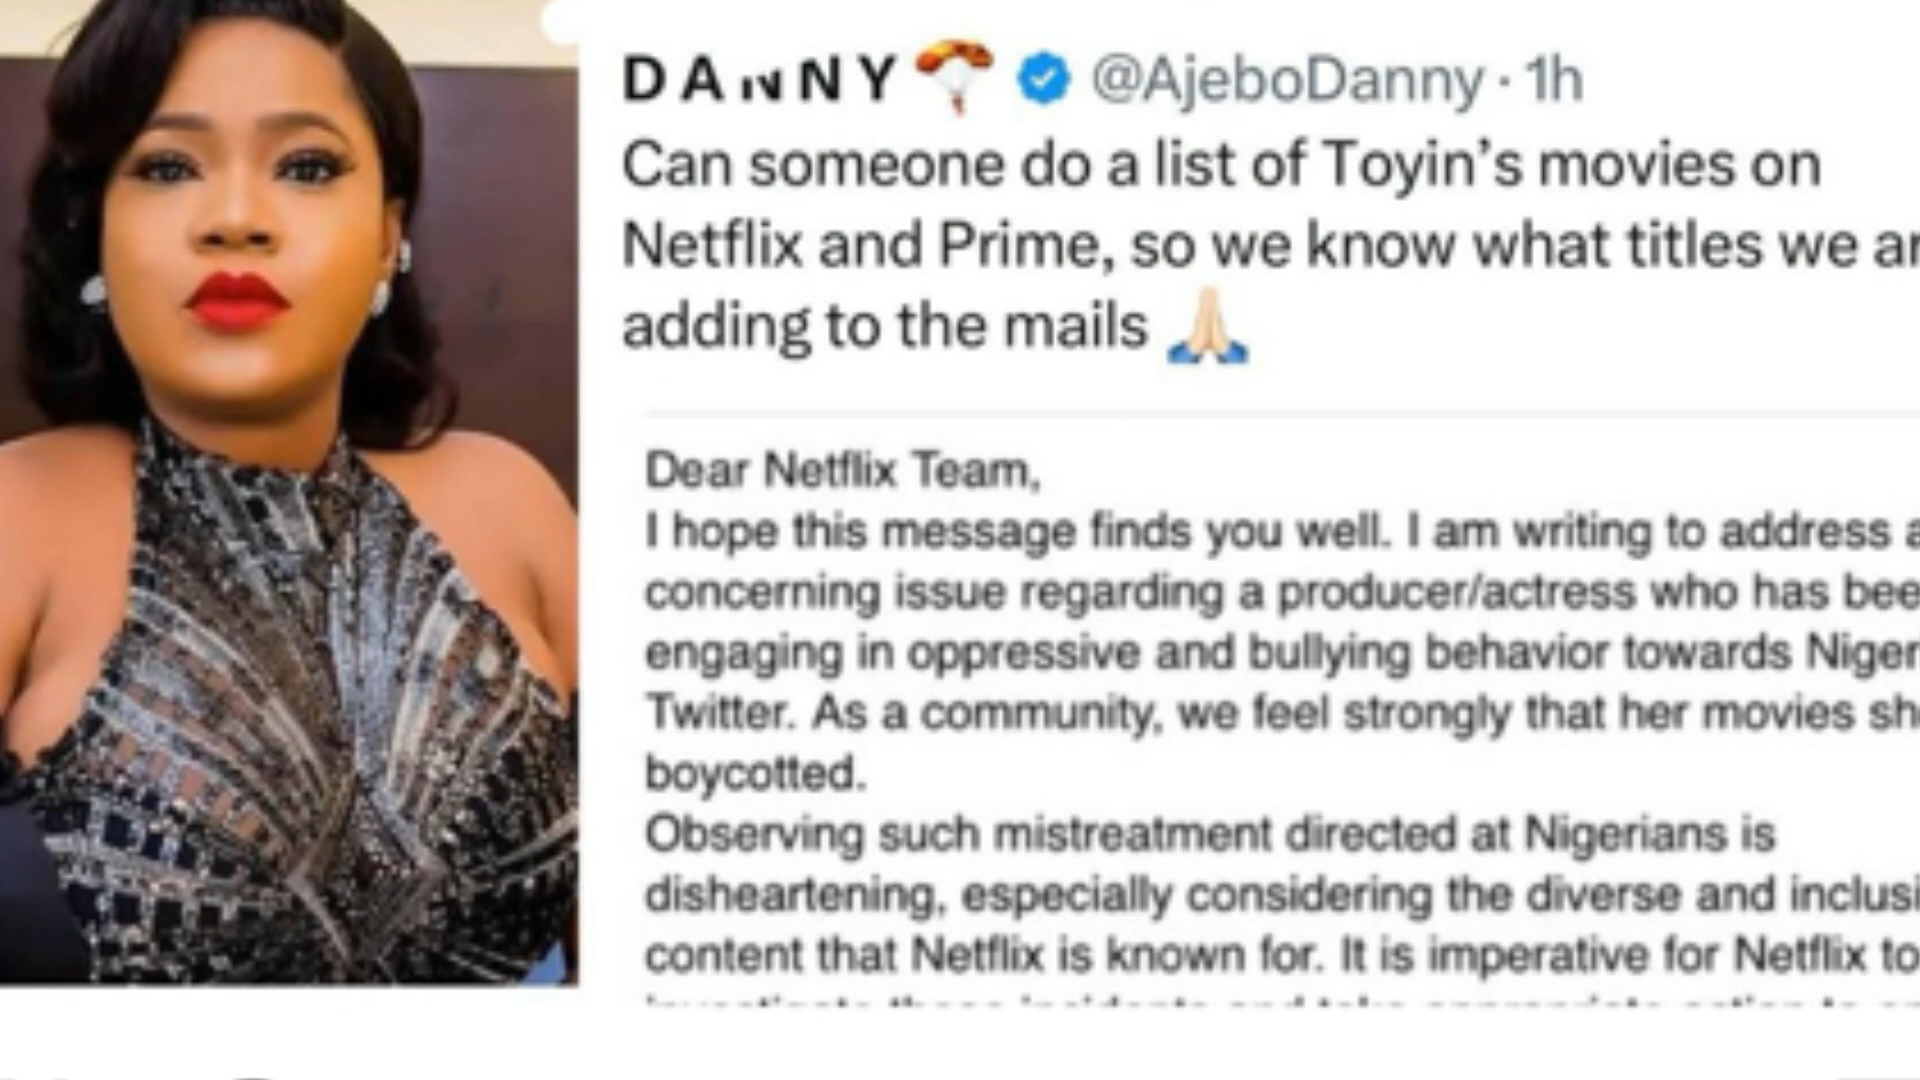 DANNY @AjeboDanny · 1h
Can someone do a list of Toyin’s movies on
Netflix and Prime, so we know what titles we
adding to the mails
Dear Netflix Team,
I hope this message finds you well. I am writing to address
concerning issue regarding a producer/actress who has
engaging in oppressive and bullying behavior towards
Twitter. As a community, we feel strongly that her movies
boycotted.
Observing such mistreatment directed at Nigerians is
disheartening, especially considering the diverse and
content that Netflix is known for. It is imperative for Netflix to